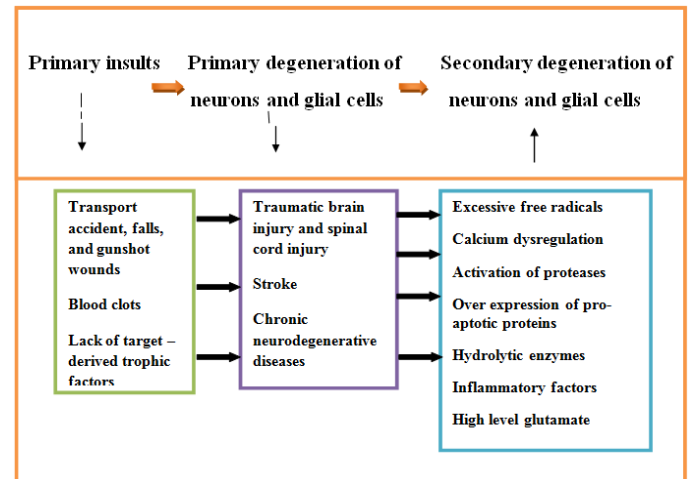 Primary insults
Primary degeneration of
neurons and glial cells
Secondary degeneration of
neurons and glial cells
Transport
accident, falls,
and gunshot
wounds
Blood clots
Lack of target –
derived trophic
factors
Traumatic brain
injury and spinal
cord injury
Stroke
Chronic
neurodegenerative
diseases
Excessive free radicals
Calcium dysregulation
Activation of proteases
Over expression of pro-
aptotic proteins
Hydrolytic enzymes
Inflammatory factors
High level glutamate